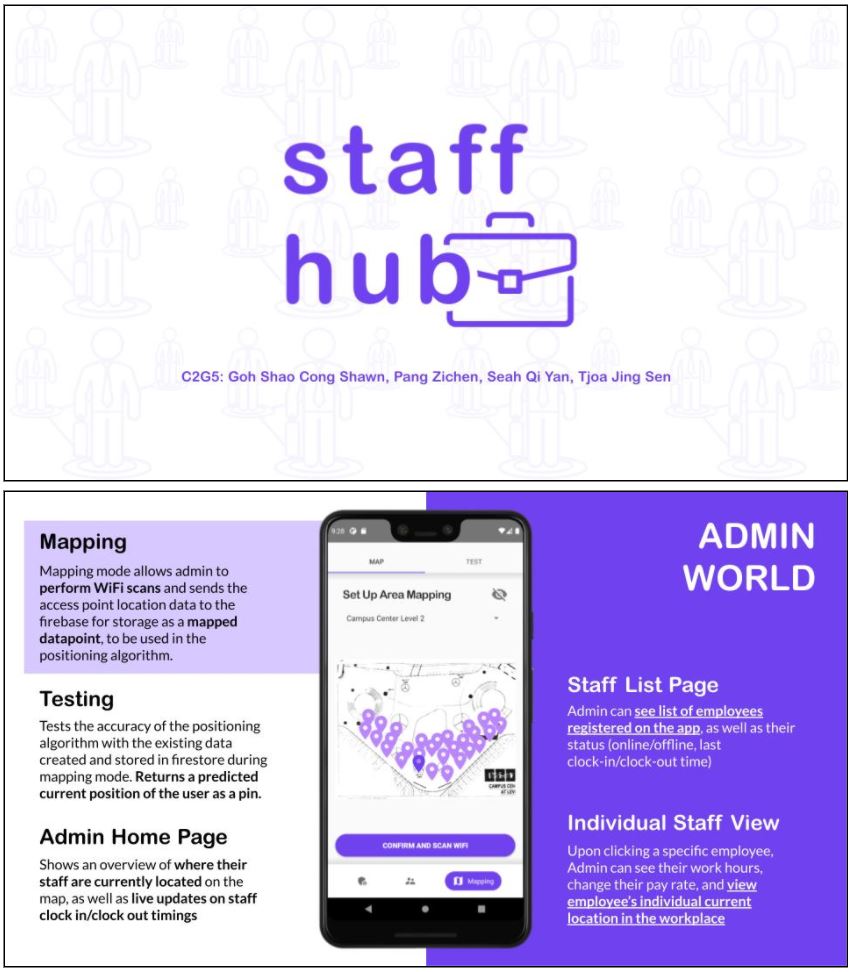 staff
hub
C2G5: Goh Shao Cong Shawn, Pang Zichen, Seah Qi Yan, Tjoa Jing Sen
Mapping
Mapping mode allows admin to
perform WiFi scans and sends the
access point location data to the
firebase for storage as a mapped
datapoint, to be used in the
positioning algorithm.
Testing
Tests the accuracy of the positioning
algorithm with the existing data
created and stored in firestore during
mapping mode. Returns a predicted
current position of the user as a pin.
Admin Home Page
Shows an overview of where their
staff are currently located on the
map, as well as live updates on staff
clock in/clock out timings
9:28
MAP TEST
Set Up Area Mapping
Campus Center Level 2
CAMPUS CEN
CONFIRM AND SCAN WIFI
Mapping
ADMIN
WORLD
Staff List Page
Admin can see list of employees
registered on the app, as well as their
status (online/offline, last
clock-in/clock-out time)
Individual Staff View
Upon clicking a specific employee,
Admin can see their work hours,
change their pay rate, and view
employee's individual current
location in the workplace